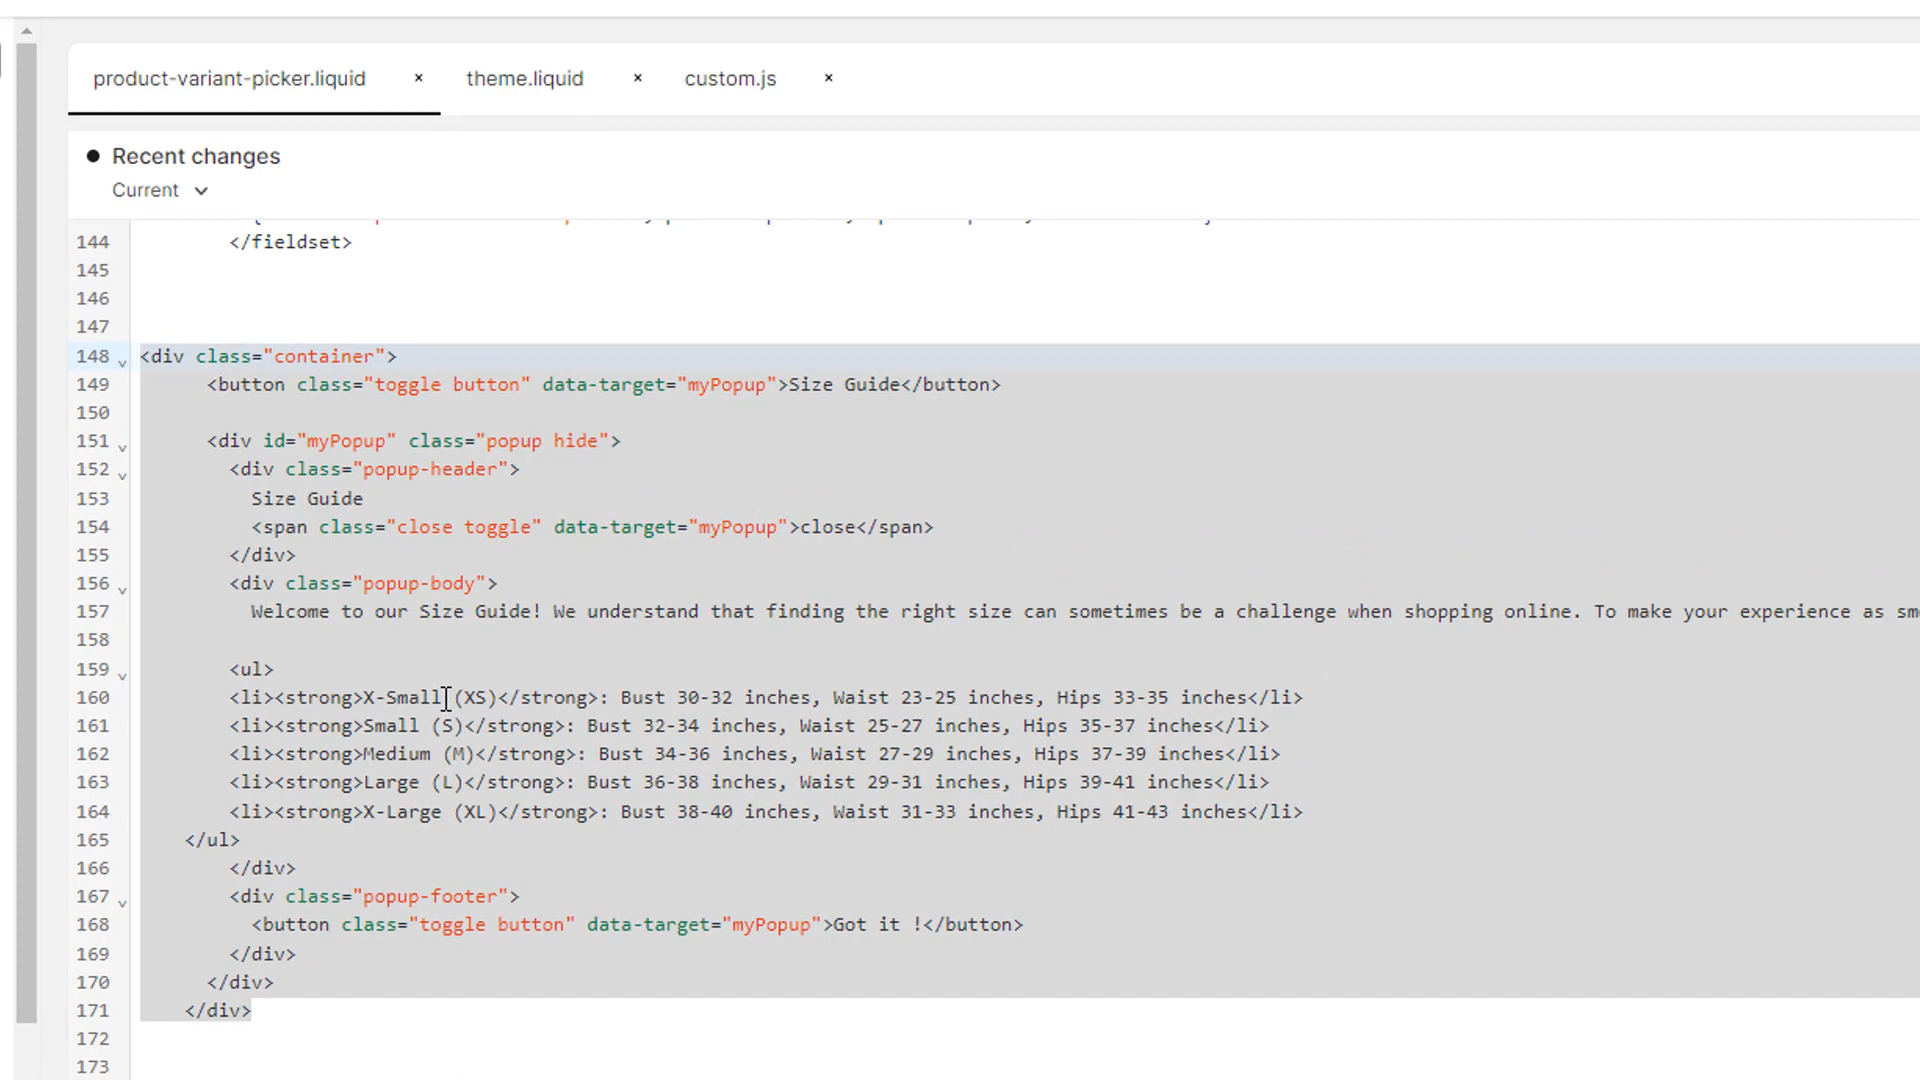 product-variant-picker.liquid × theme.liquid × custom.js ×
Recent changes
Current
144 </fieldset>
145
146
147
148 <div class="container">
149 <button class="toggle button" data-target="myPopup">Size Guide</button>
150
151 <div id="myPopup" class="popup hide">
152 <div class="popup-header">
153 Size Guide
154 <span class="close toggle" data-target="myPopup">close</span>
155 </div>
156 <div class="popup-body">
157 Welcome to our Size Guide! We understand that finding the right size can sometimes be a challenge when shopping online. To make your experience as
158
159 <ul>
160 <li><strong>X-Small (XS)</strong>: Bust 30-32 inches, Waist 23-25 inches, Hips 33-35 inches</li>
161 <li><strong>Small (S)</strong>: Bust 32-34 inches, Waist 25-27 inches, Hips 35-37 inches</li>
162 <li><strong>Medium (M)</strong>: Bust 34-36 inches, Waist 27-29 inches, Hips 37-39 inches</li>
163 <li><strong>Large (L)</strong>: Bust 36-38 inches, Waist 29-31 inches, Hips 39-41 inches</li>
164 <li><strong>X-Large (XL)</strong>: Bust 38-40 inches, Waist 31-33 inches, Hips 41-43 inches</li>
165 </ul>
166 </div>
167 <div class="popup-footer">
168 <button class="toggle button" data-target="myPopup">Got it !</button>
169 </div>
170 </div>
171 </div>
172
173